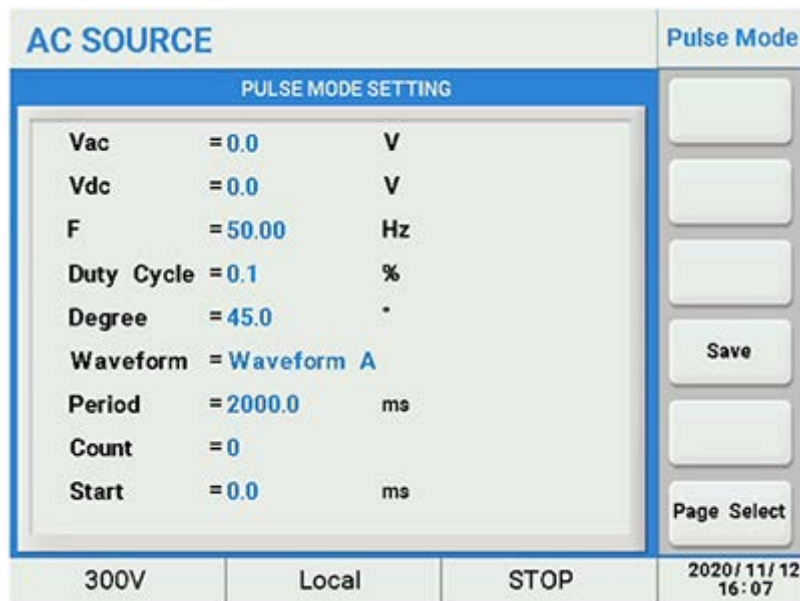 AC SOURCE
Pulse Mode
PULSE MODE SETTING
Vac =0.0 V
Vdc =0.0 V
F =50.00 Hz
Duty Cycle =0.1 %
Degree =45.0 °
Waveform =Waveform A
Period =2000.0 ms
Count =0
Start =0.0 ms
Save
Page Select
300V Local STOP
2020/11/12
16:07